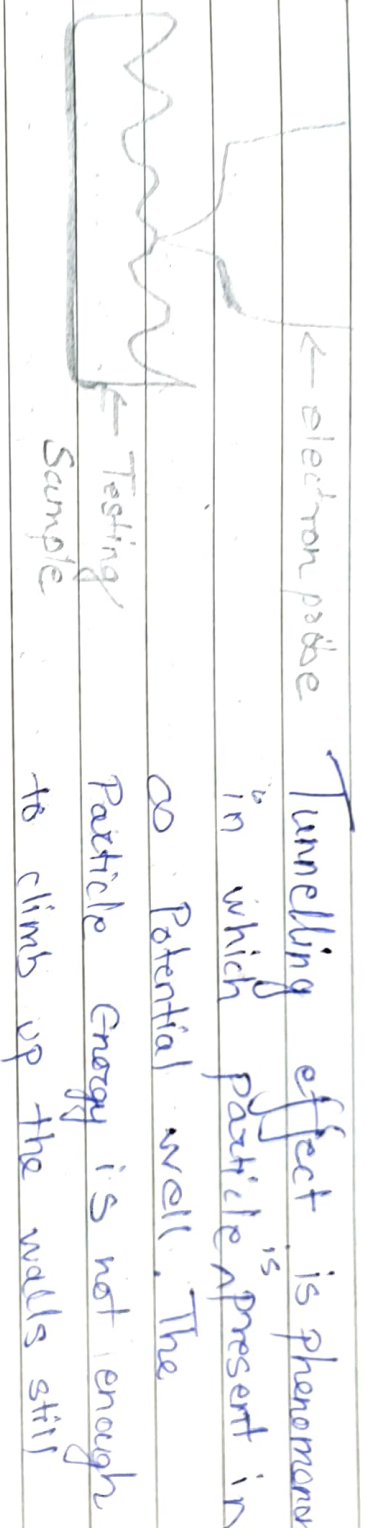 ← electron probe
← Testing
Sample
Tunnelling effect is phenomenon
in which particle is present in
∞ Potential well. The
Particle Energy is not enough
to climb up the walls still